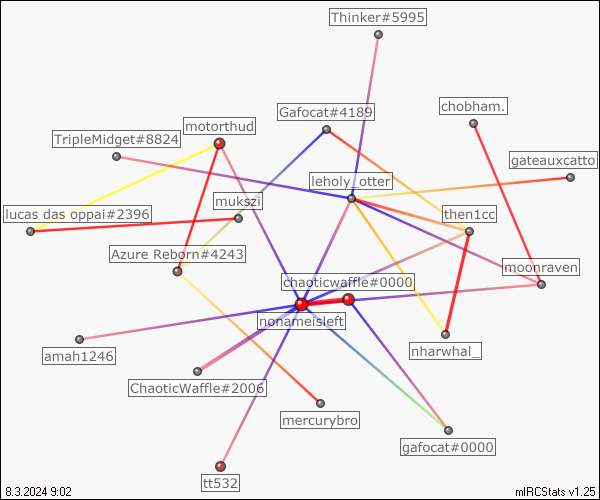 Thinker#5995
chobham.
Gafocat#4189
motorthud
TripleMidget#8824
gateauxcatto
leholy_otter
mukszi
lucas das oppai#2396
then1cc
Azure Reborn#4243
moonraven
chaoticwaffle#0000
nonameisleft
amah1246
nharwhal_
ChaoticWaffle#2006
mercurybro
gafocat#0000
tt532
8.3.2024 9:02
mIRCStats v1.25